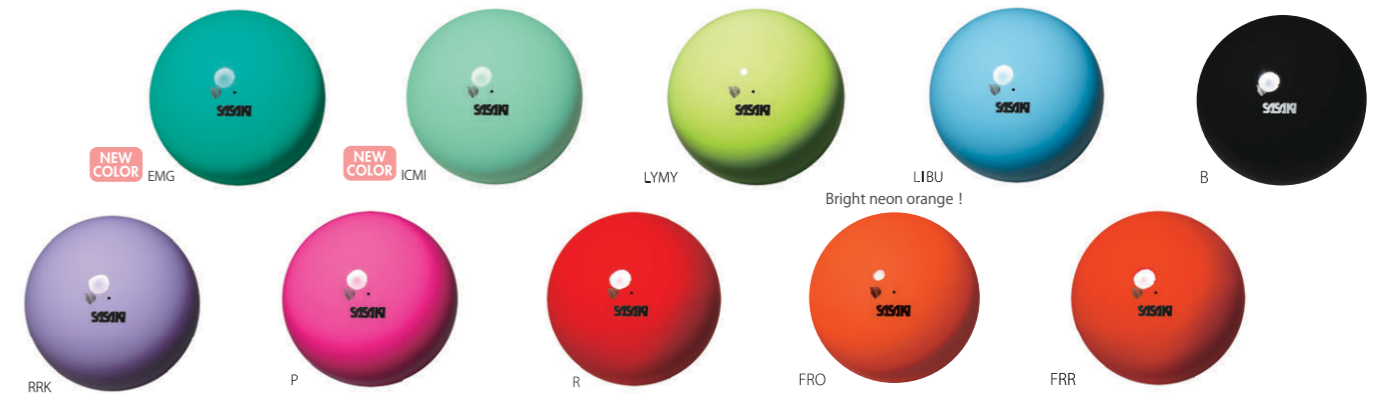 SASAKI
SASAKI
SASAKI
SASAKI
SASAKI
NEW
COLOR
EMG
NEW
COLOR
ICMI
LYMY
LIBU
B
Bright neon orange !
SASAKI
SASAKI
SASAKI
SASAKI
SASAKI
RRK
P
R
FRO
FRR